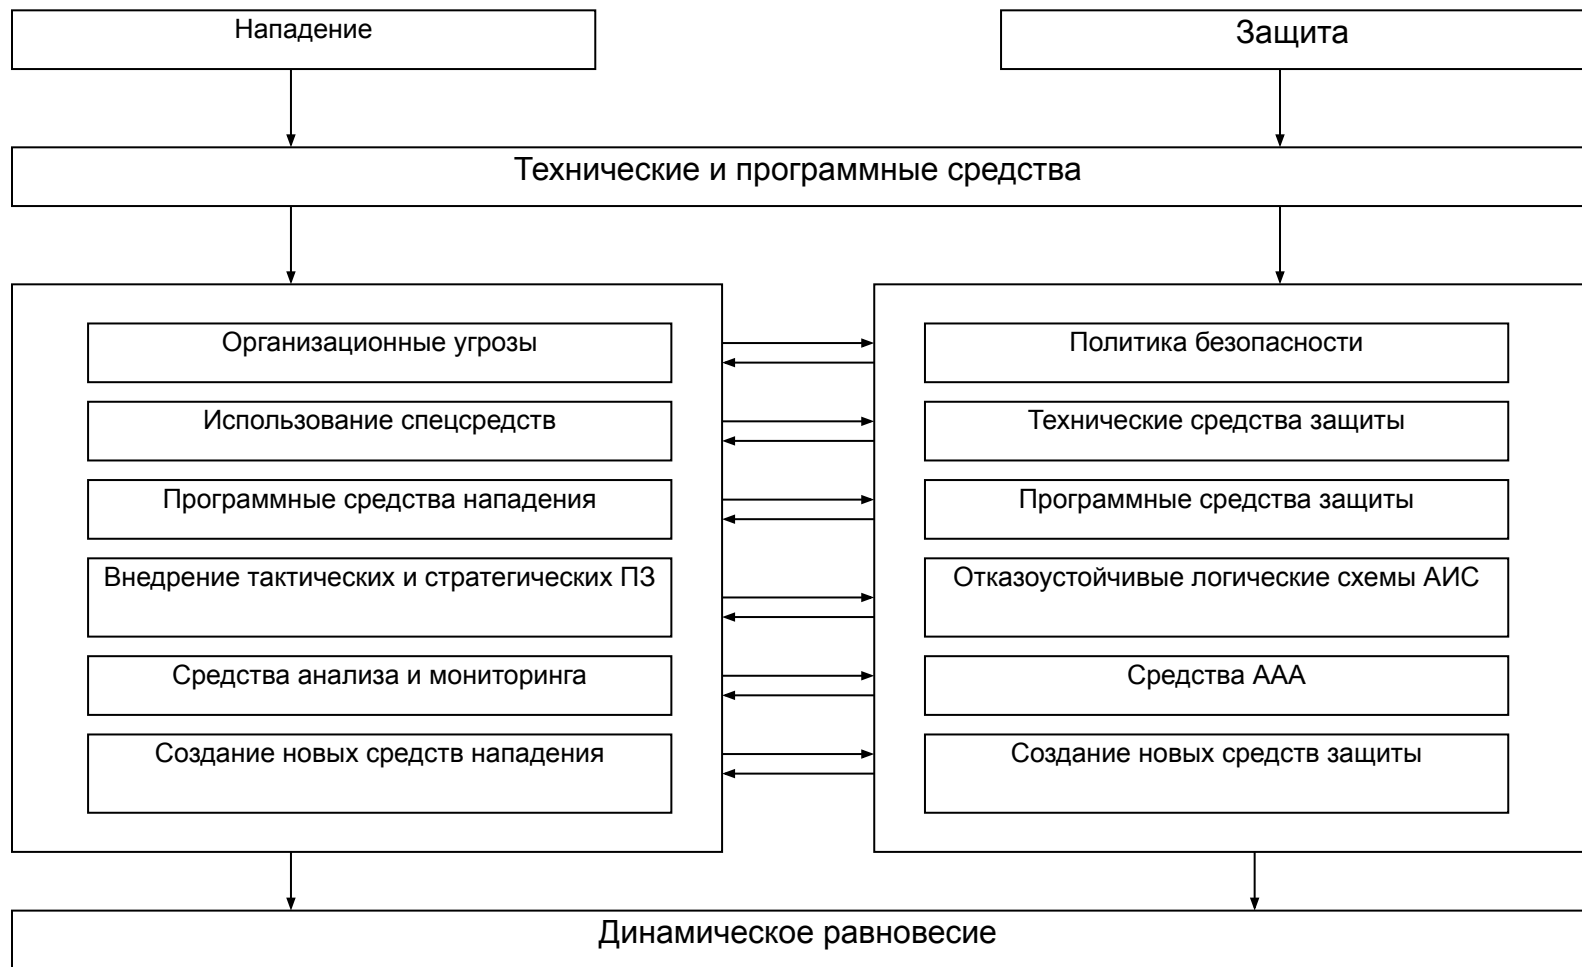 Нападение
Защита
Технические и программные средства
Организационные угрозы
Политика безопасности
Использование спецсредств
Технические средства защиты
Программные средства нападения
Программные средства защиты
Внедрение тактических и стратегических ПЗ
Отказоустойчивые логические схемы АИС
Средства анализа и мониторинга
Средства ААА
Создание новых средств нападения
Создание новых средств защиты
Динамическое равновесие